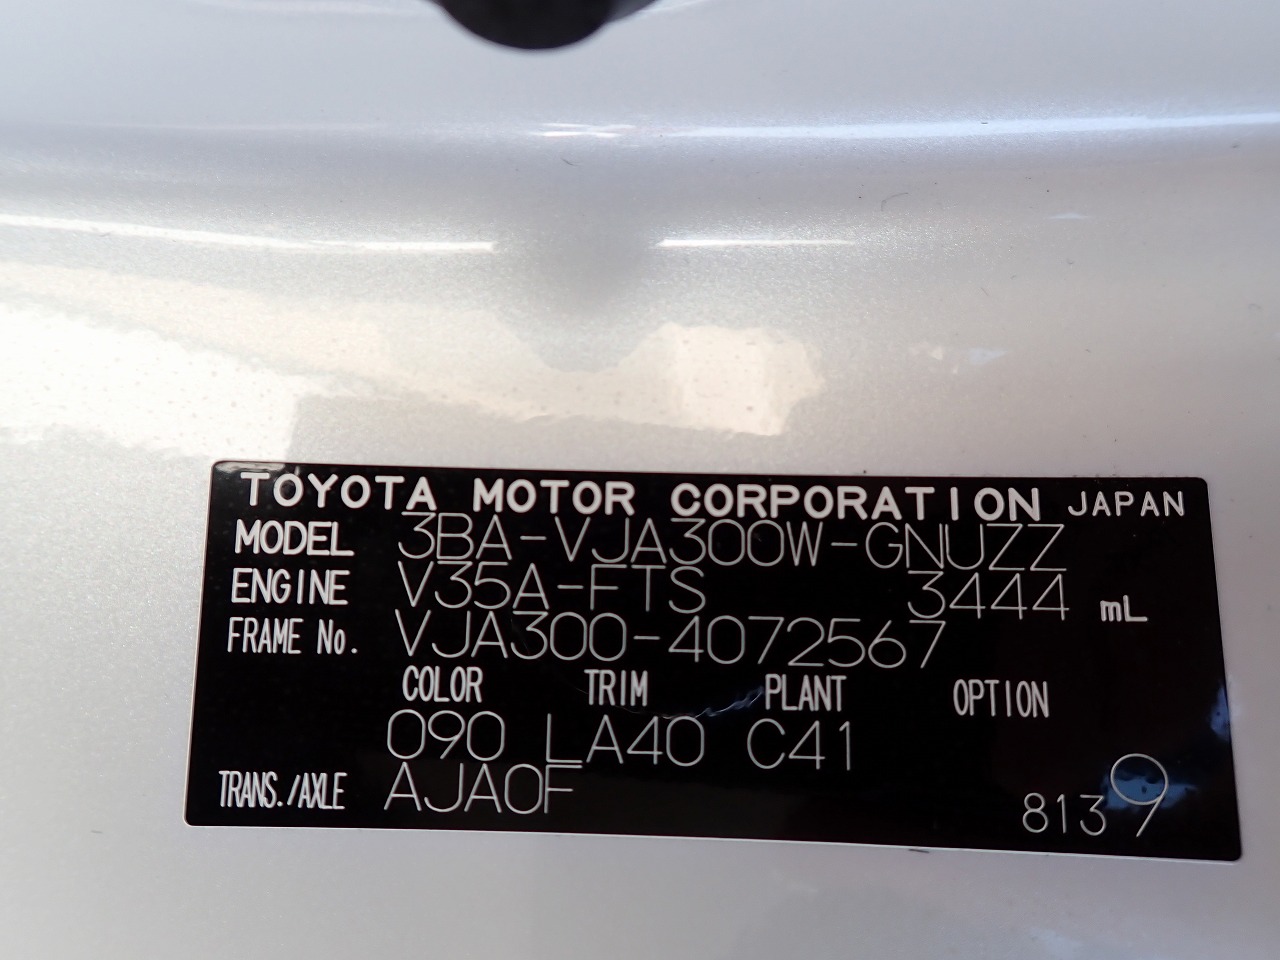 TOYOTA MOTOR CORPORATION JAPAN
MODEL 3BA-VJA300W-GNUZZ
ENGINE V35A-FTS 3444 mL
FRAME No. VJA300-4072567
COLOR TRIM PLANT OPTION
090 LA40 C41
TRANS./AXLE AJA0F
8139